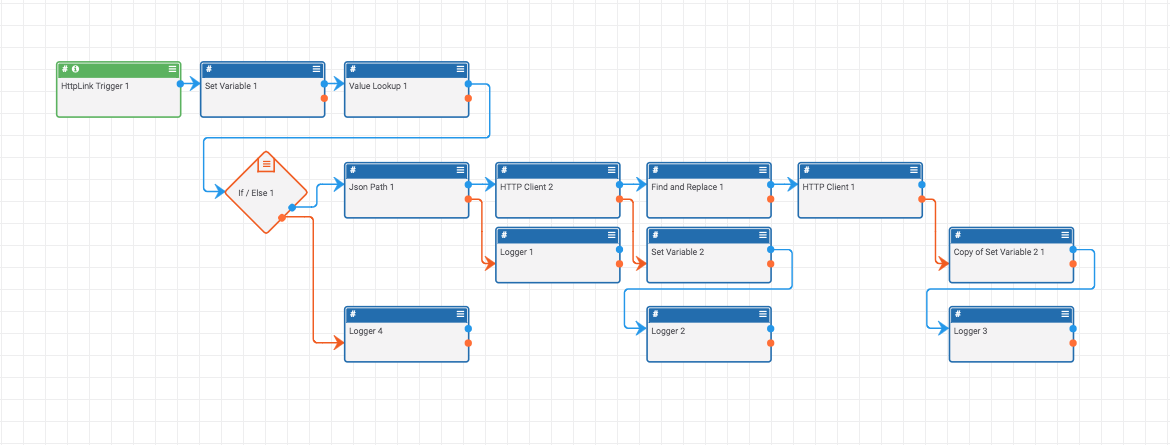 #
HttpLink Trigger 1
#
Set Variable 1
#
Value Lookup 1
If / Else 1
#
Json Path 1
#
HTTP Client 2
#
Find and Replace 1
#
HTTP Client 1
#
Logger 1
#
Set Variable 2
#
Copy of Set Variable 2 1
#
Logger 4
#
Logger 2
#
Logger 3